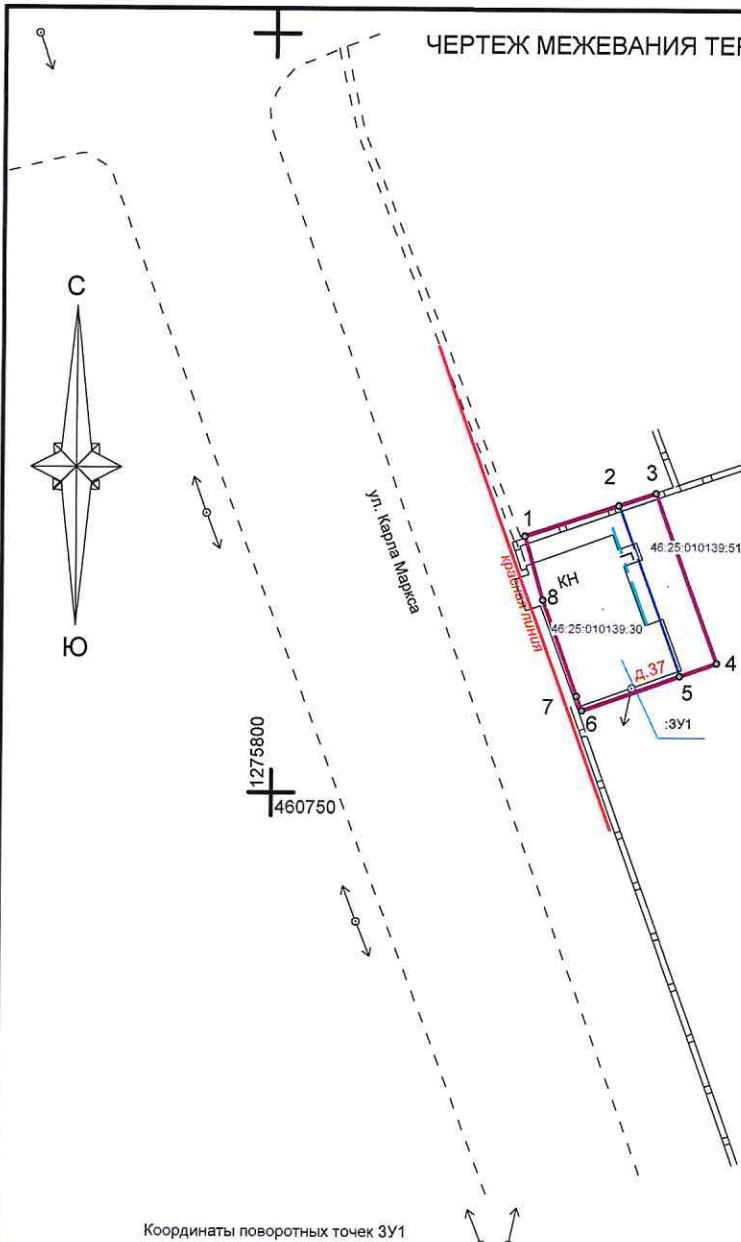 ЧЕРТЕЖ МЕЖЕВАНИЯ
С
Ю
ул. Карла Маркса
красная линия
1
2
3
46:25:010139:51
8
КН
46:25:010139:30
4
д.37
5
7
6
:ЗУ1
1275800
460750
Координаты поворотных точек ЗУ1